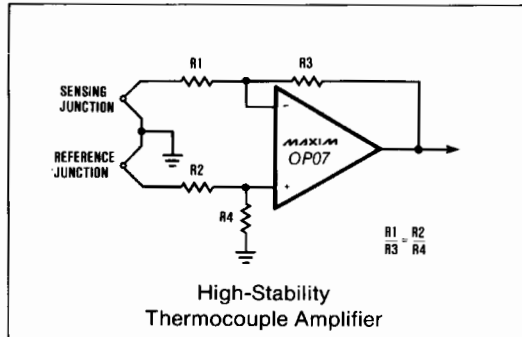 R1
R3
SENSING
JUNCTION
REFERENCE
JUNCTION
-
MAXIM
OP07
R2
+
R4
R1/R3 = R2/R4
High-Stability
Thermocouple Amplifier